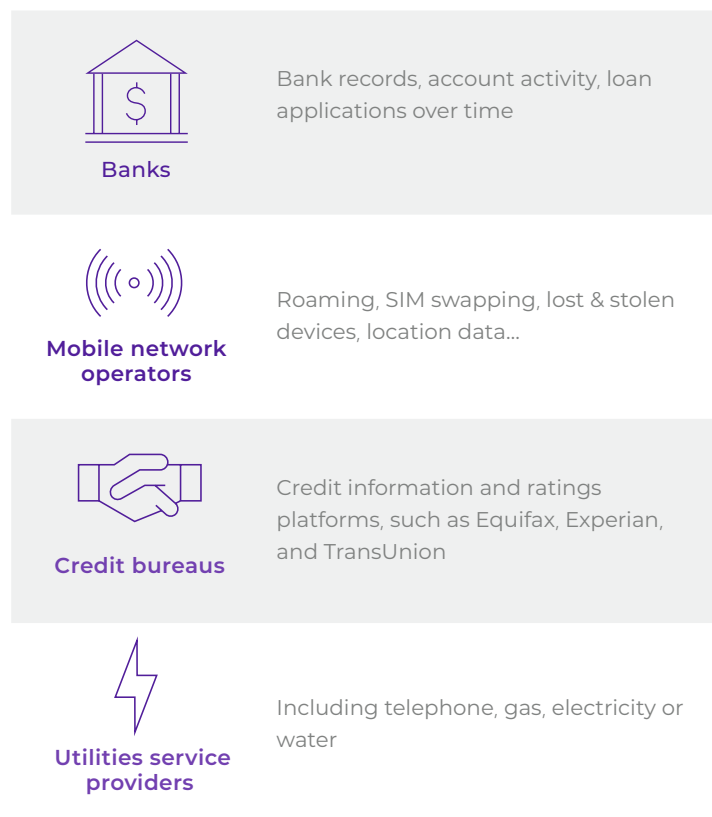 $
Banks
Bank records, account activity, loan
applications over time
Mobile network
operators
Roaming, SIM swapping, lost & stolen
devices, location data...
Credit bureaus
Credit information and ratings
platforms, such as Equifax, Experian,
and TransUnion
Utilities service
providers
Including telephone, gas, electricity or
water